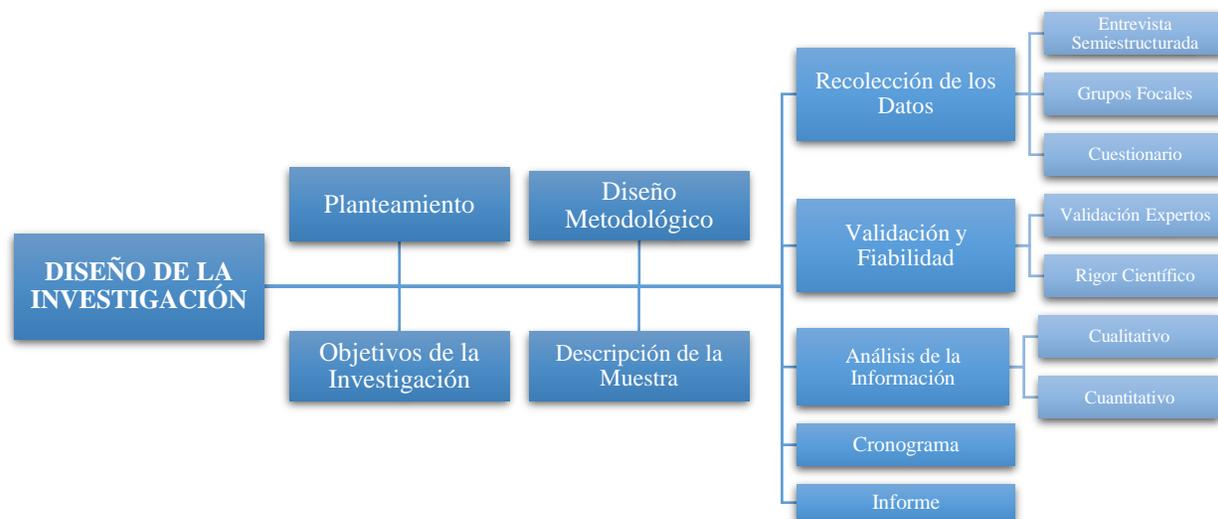 DISEÑO DE LA
INVESTIGACIÓN
Planteamiento
Objetivos de la
Investigación
Diseño
Metodológico
Descripción de la
Muestra
Recolección de los
Datos
Entrevista
Semiestructurada
Grupos Focales
Cuestionario
Validación y
Fiabilidad
Validación Expertos
Rigor Científico
Análisis de la
Información
Cualitativo
Cuantitativo
Cronograma
Informe